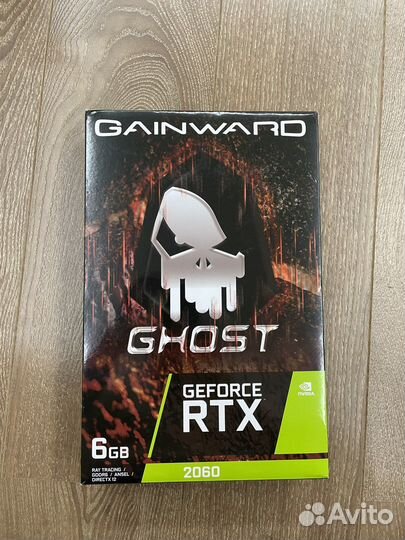 GAINWARD
GHOST
GEFORCE
RTX
NVIDIA
6GB
RAY TRACING /
GDDR6 / ANSEL /
DIRECTX 12
2060
Avito